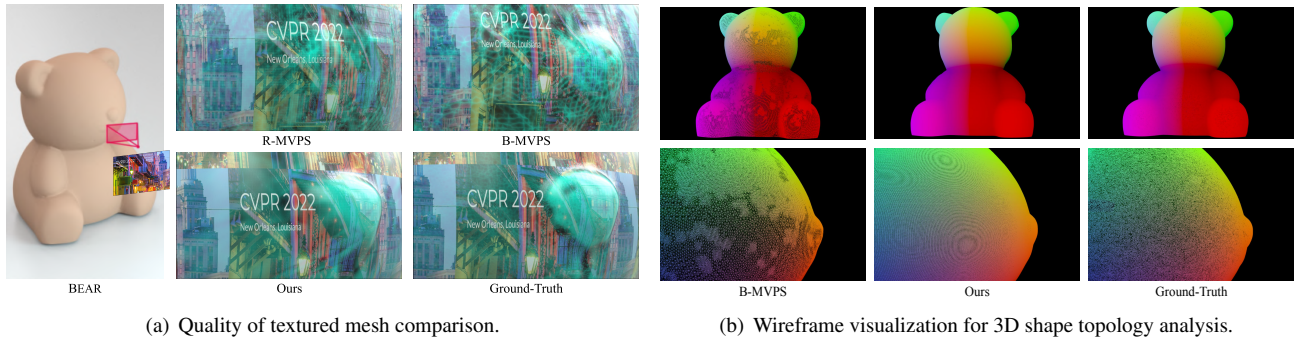 CVPR 2022
New Orleans, Louisiana
R-MVPS
CVPR 2022
New Orleans, Louisiana
B-MVPS
BEAR
CVPR 2022
New Orleans, Louisiana
Ours
CVPR 2022
New Orleans, Louisiana
Ground-Truth
(a) Quality of textured mesh comparison.
B-MVPS
Ours
Ground-Truth
(b) Wireframe visualization for 3D shape topology analysis.